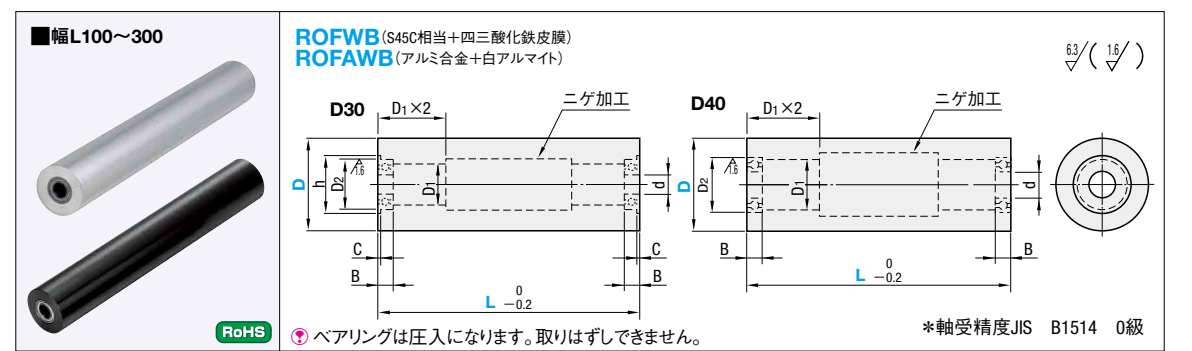 ■幅L100～300
RoHS
ROFWB(S45C相当＋四三酸化鉄皮膜)
ROFAWB(アルミ合金＋白アルマイト)
6.3/( 1.6/ )
D30
D1×2
ニゲ加工
D
h
D2
1.6
D1
d
C
C
B
B
L 0 −0.2
D40
D1×2
ニゲ加工
D
D2
1.6
D1
d
B
B
L 0 −0.2
ベアリングは圧入になります。取りはずしできません。
＊軸受精度JIS B1514 0級